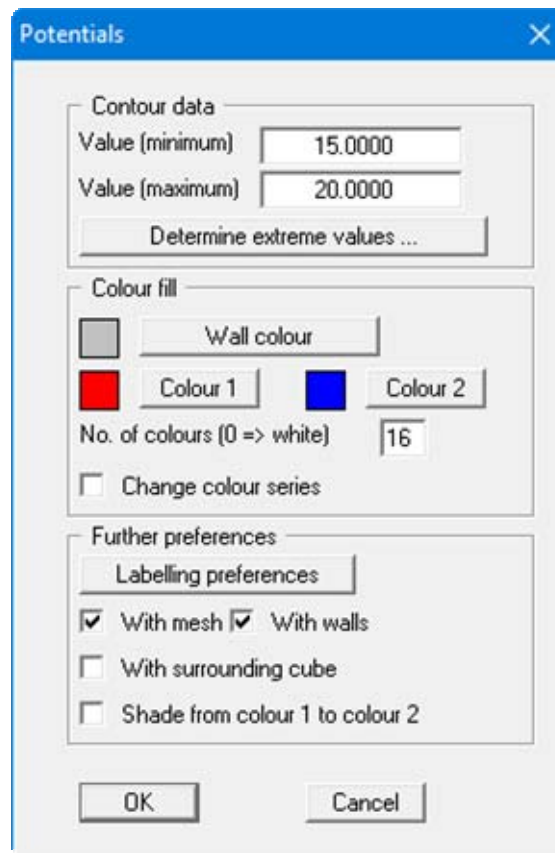 Potentials
Contour data
Value (minimum) 15.0000
Value (maximum) 20.0000
Determine extreme values ...
Colour fill
Wall colour
Colour 1 Colour 2
No. of colours (0 => white) 16
Change colour series
Further preferences
Labelling preferences
With mesh With walls
With surrounding cube
Shade from colour 1 to colour 2
OK Cancel